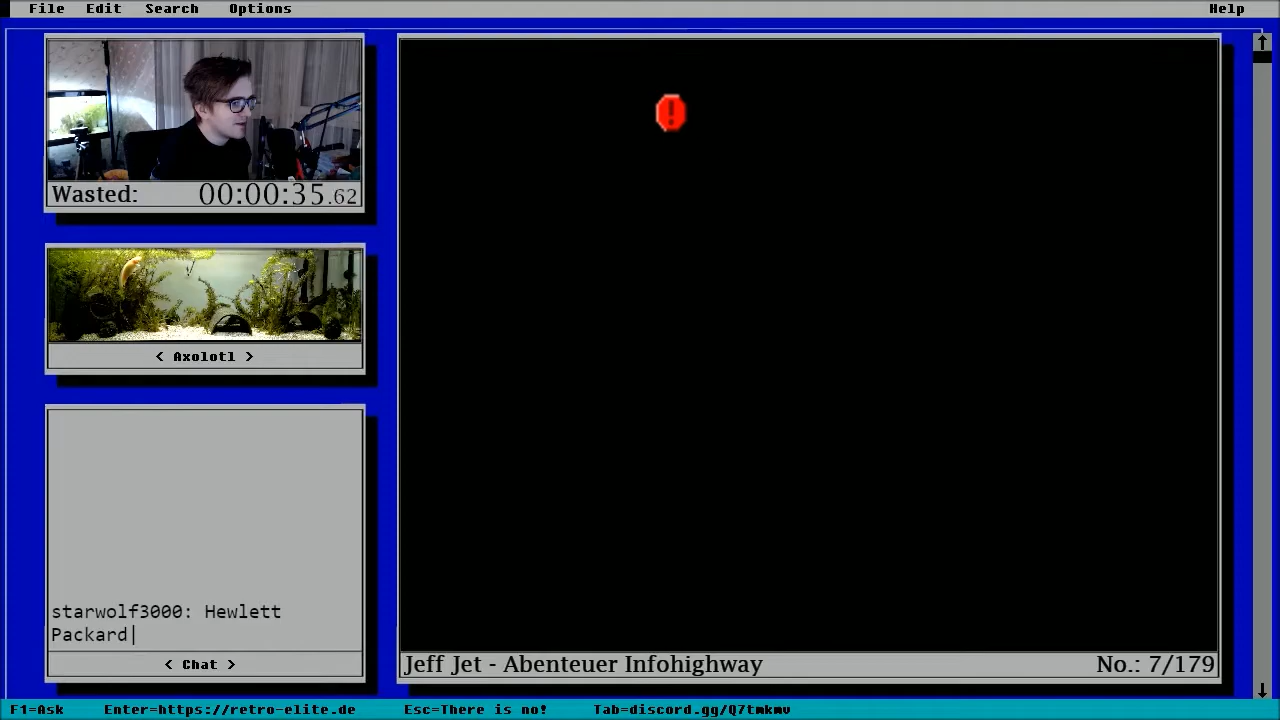 File Edit Search Options Help
Wasted: 00:00:35.62
< Axolotl >
starwolf3000: Hewlett
Packard|
< Chat >
!
Jeff Jet - Abenteuer Infohighway No.: 7/179
F1=Ask Enter=https://retro-elite.de Esc=There is no! Tab=discord.gg/Q7tmkmv